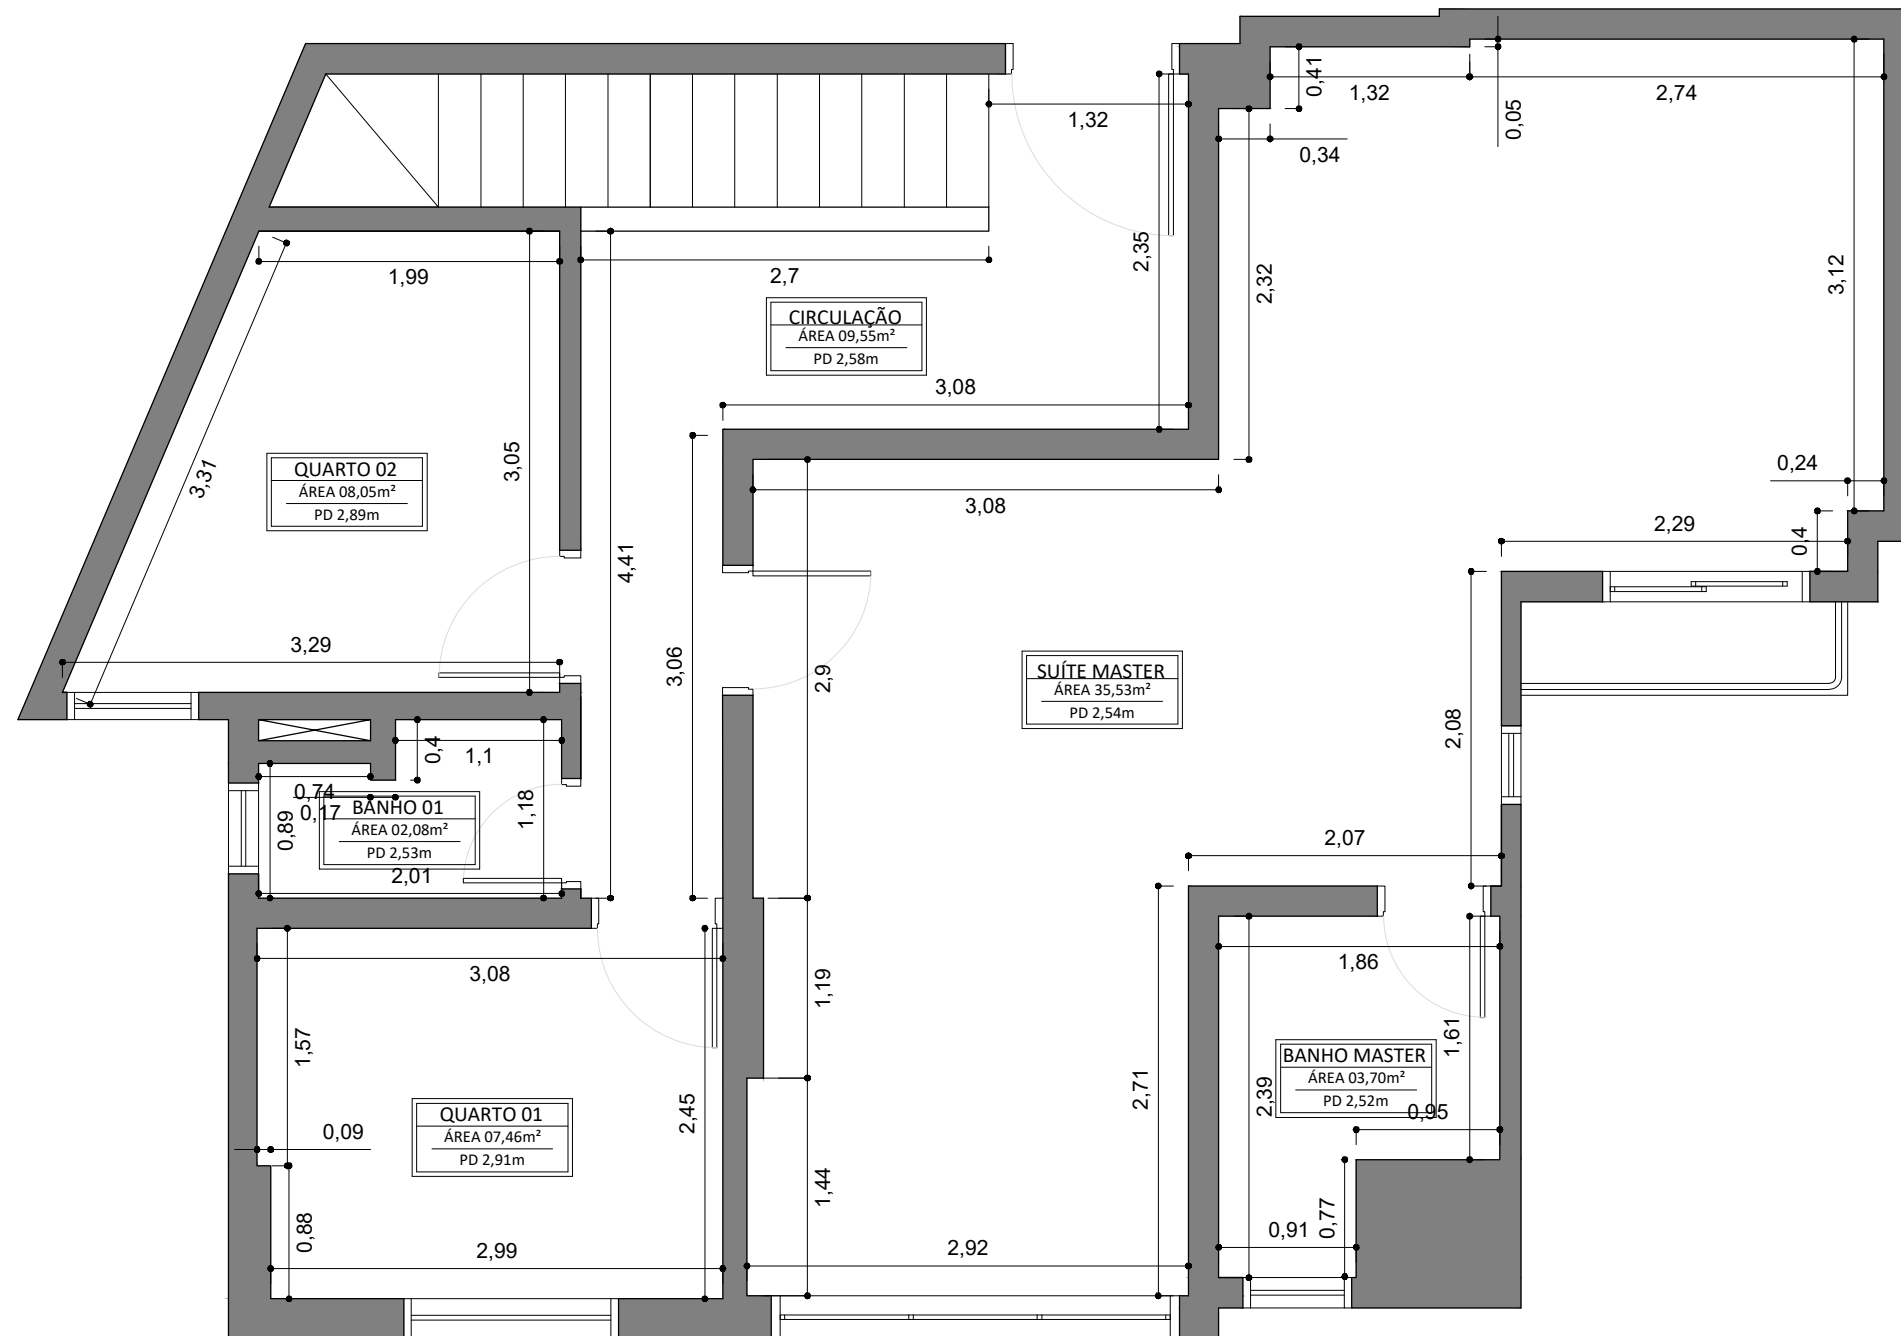 0,41
1,32
2,74
0,05
1,32
0,34
2,35
2,32
3,12
1,99
2,7
CIRCULAÇÃO
ÁREA 09,55m²
PD 2,58m
3,08
3,31
3,05
QUARTO 02
ÁREA 08,05m²
PD 2,89m
0,24
3,08
2,29
0,4
4,41
3,29
3,06
2,9
SUÍTE MASTER
ÁREA 35,53m²
PD 2,54m
2,08
0,4
1,1
0,74
0,17
0,89
BANHO 01
ÁREA 02,08m²
PD 2,53m
1,18
2,01
2,07
3,08
1,19
1,86
1,57
1,61
BANHO MASTER
ÁREA 03,70m²
PD 2,52m
2,39
0,95
2,71
2,45
QUARTO 01
ÁREA 07,46m²
PD 2,91m
0,09
1,44
0,88
2,99
2,92
0,91
0,77